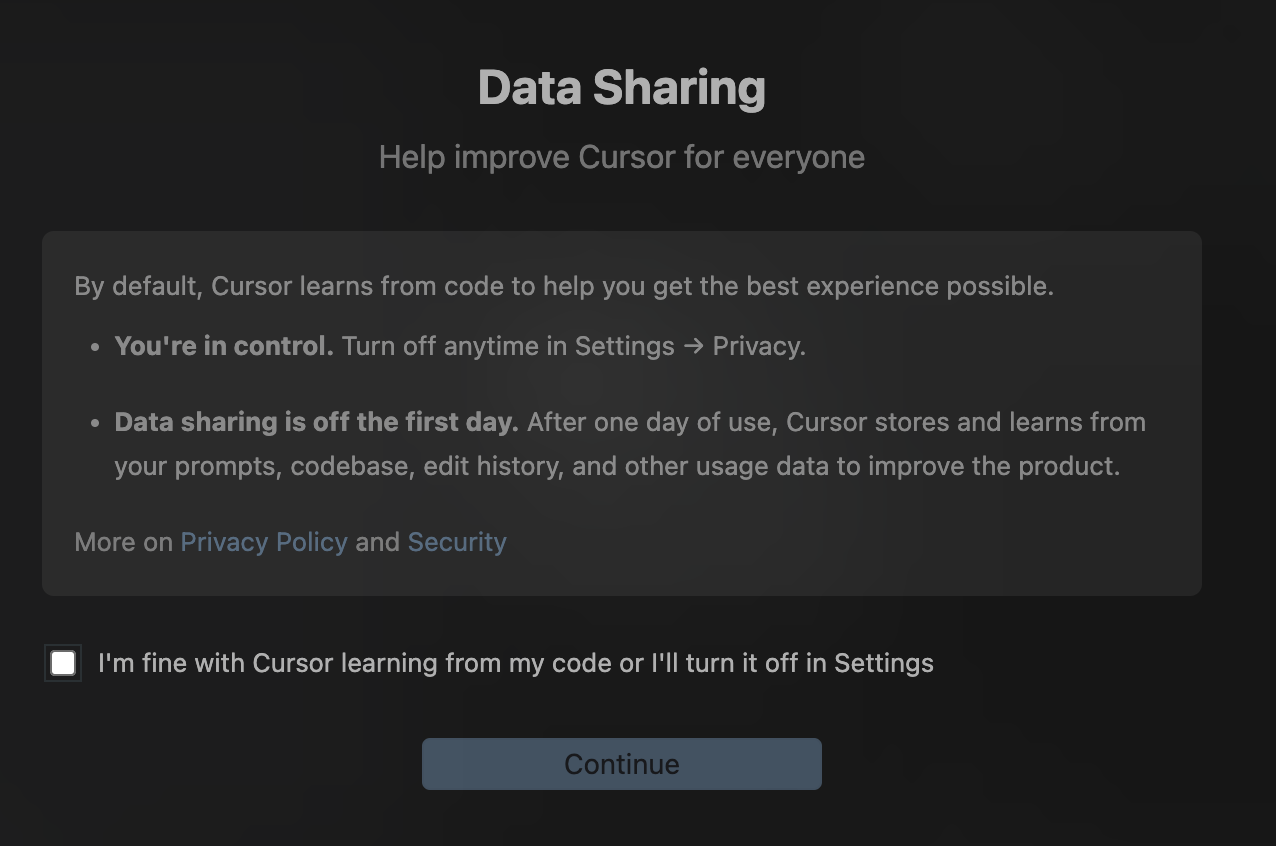 Data Sharing
Help improve Cursor for everyone
By default, Cursor learns from code to help you get the best experience possible.
• You're in control. Turn off anytime in Settings → Privacy.
• Data sharing is off the first day. After one day of use, Cursor stores and learns from
your prompts, codebase, edit history, and other usage data to improve the product.
More on Privacy Policy and Security
I'm fine with Cursor learning from my code or I'll turn it off in Settings
Continue